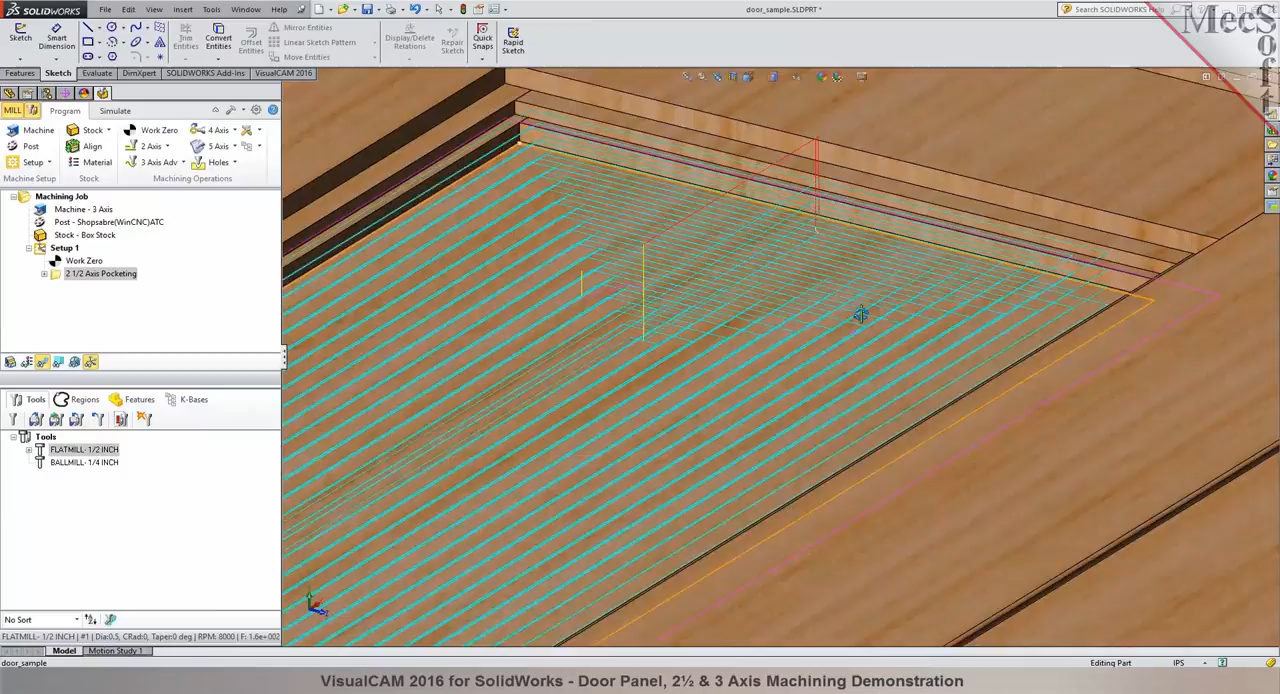 SOLIDWORKS File Edit View Insert Tools Window Help door_sample.SLDPRT * Search SOLIDWORKS Help
MecSoft
Sketch Smart Dimension Trim Entities Convert Entities Offset Entities Mirror Entities Linear Sketch Pattern Move Entities Display/Delete Relations Repair Sketch Quick Snaps Rapid Sketch
Features Sketch Evaluate DimXpert SOLIDWORKS Add-Ins VisualCAM 2016
MILL Program Simulate
Machine Stock Work Zero 4 Axis
Post Align 2 Axis 5 Axis
Setup Material 3 Axis Adv Holes
Machine Setup Stock Machining Operations
Machining Job
Machine - 3 Axis
Post - Shopsabre(WinCNC)ATC
Stock - Box Stock
Setup 1
Work Zero
2 1/2 Axis Pocketing
Tools Regions Features K-Bases
Tools
FLATMILL- 1/2 INCH
BALLMILL- 1/4 INCH
No Sort
FLATMILL- 1/2 INCH | #1 | Dia:0.5, CRad:0, Taper:0 deg | RPM: 8000 | F: 1.6e+002
Model Motion Study 1
door_sample Editing Part IPS
VisualCAM 2016 for SolidWorks - Door Panel, 2½ & 3 Axis Machining Demonstration